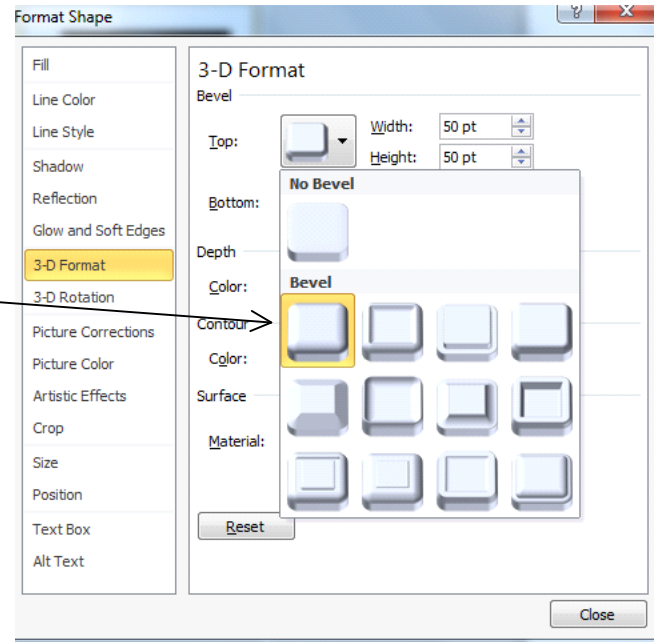 Format Shape
?
X
Fill
Line Color
Line Style
Shadow
Reflection
Glow and Soft Edges
3-D Format
3-D Rotation
Picture Corrections
Picture Color
Artistic Effects
Crop
Size
Position
Text Box
Alt Text
3-D Format
Bevel
Top:
Width: 50 pt
Height: 50 pt
No Bevel
Bottom:
Depth
Bevel
Color:
Contour
Color:
Surface
Material:
Reset
Close